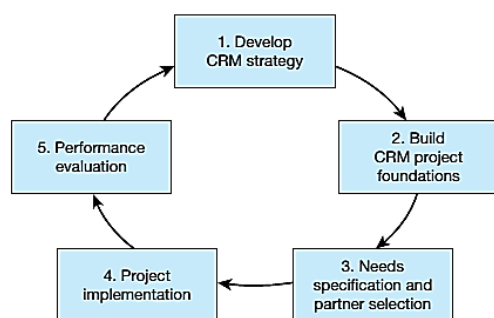 1. Develop
CRM strategy
2. Build
CRM project
foundations
3. Needs
specification and
partner selection
4. Project
implementation
5. Performance
evaluation